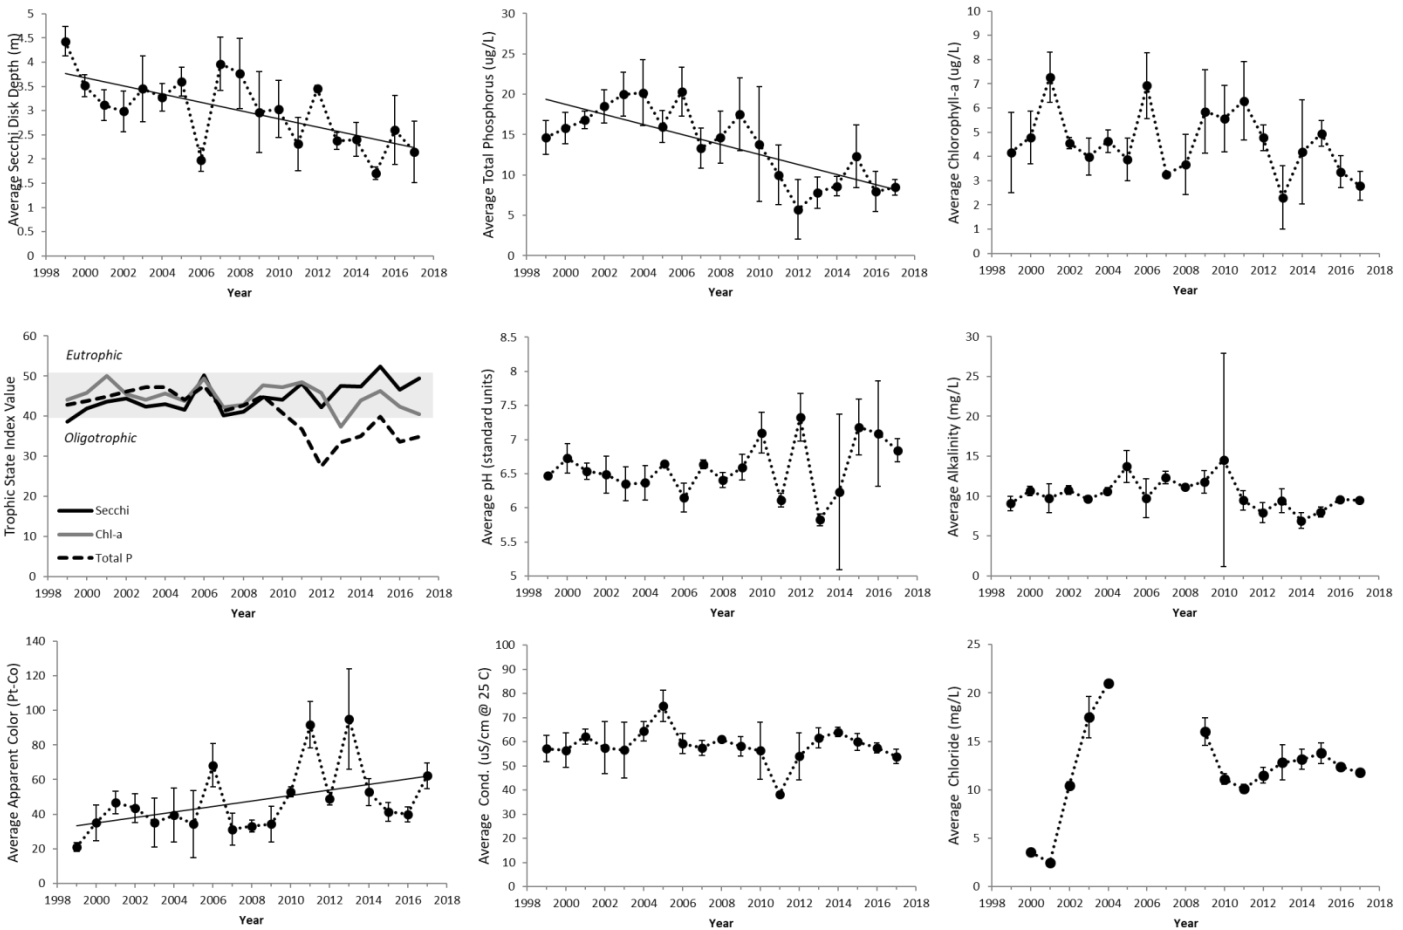 Average Secchi Disk Depth (m)
5
4.5
4
3.5
3
2.5
2
1.5
1
0.5
0
1998 2000 2002 2004 2006 2008 2010 2012 2014 2016 2018
Year
Average Total Phosphorus (ug/L)
30
25
20
15
10
5
0
1998 2000 2002 2004 2006 2008 2010 2012 2014 2016 2018
Year
Average Chlorophyll-a (ug/L)
10
9
8
7
6
5
4
3
2
1
0
1998 2000 2002 2004 2006 2008 2010 2012 2014 2016 2018
Year
Trophic State Index Value
60
50
40
30
20
10
0
Eutrophic
Oligotrophic
Secchi
Chl-a
Total P
1998 2000 2002 2004 2006 2008 2010 2012 2014 2016 2018
Year
Average pH (standard units)
8.5
8
7.5
7
6.5
6
5.5
5
1998 2000 2002 2004 2006 2008 2010 2012 2014 2016 2018
Year
Average Alkalinity (mg/L)
30
25
20
15
10
5
0
1998 2000 2002 2004 2006 2008 2010 2012 2014 2016 2018
Year
Average Apparent Color (Pt-Co)
140
120
100
80
60
40
20
0
1998 2000 2002 2004 2006 2008 2010 2012 2014 2016 2018
Year
Average Cond. (uS/cm @ 25 C)
100
90
80
70
60
50
40
30
20
10
0
1998 2000 2002 2004 2006 2008 2010 2012 2014 2016 2018
Year
Average Chloride (mg/L)
25
20
15
10
5
0
1998 2000 2002 2004 2006 2008 2010 2012 2014 2016 2018
Year